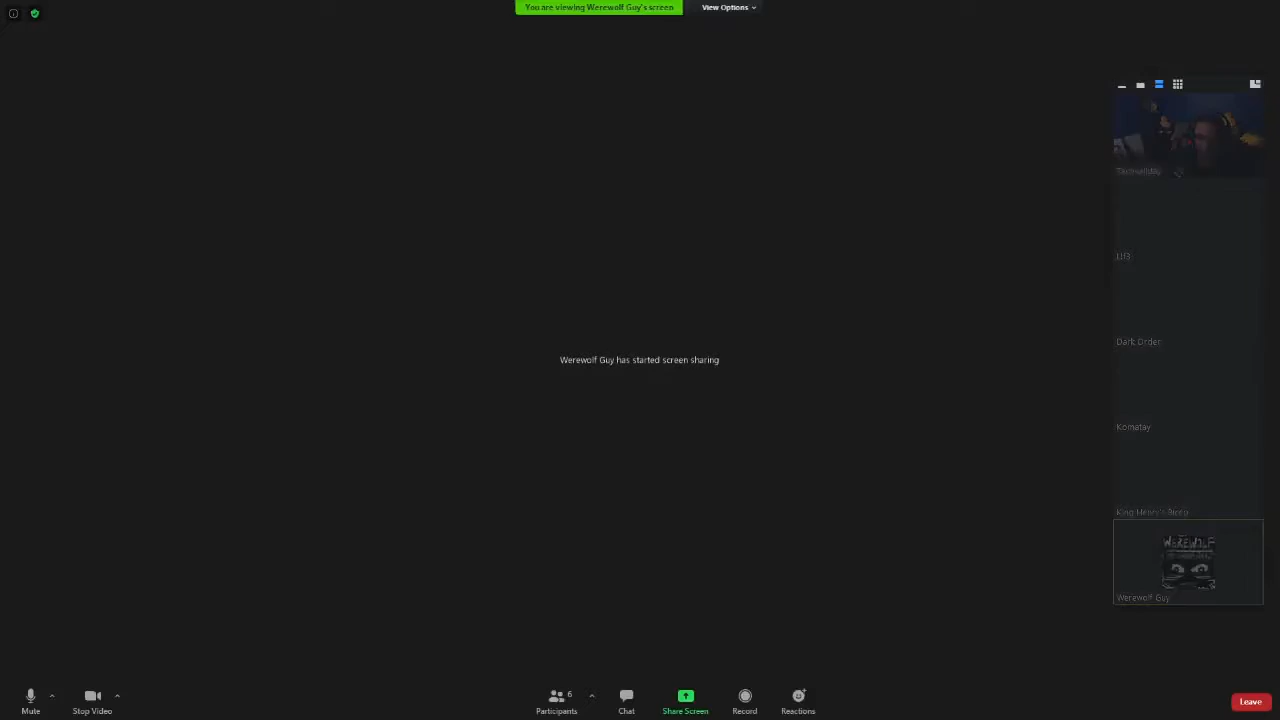 You are viewing Werewolf Guy's screen
View Options
Dark Order
Komatay
WEREWOLF
Werewolf Guy
Werewolf Guy has started screen sharing
Mute
Stop Video
6
Participants
Chat
Share Screen
Record
Reactions
Leave